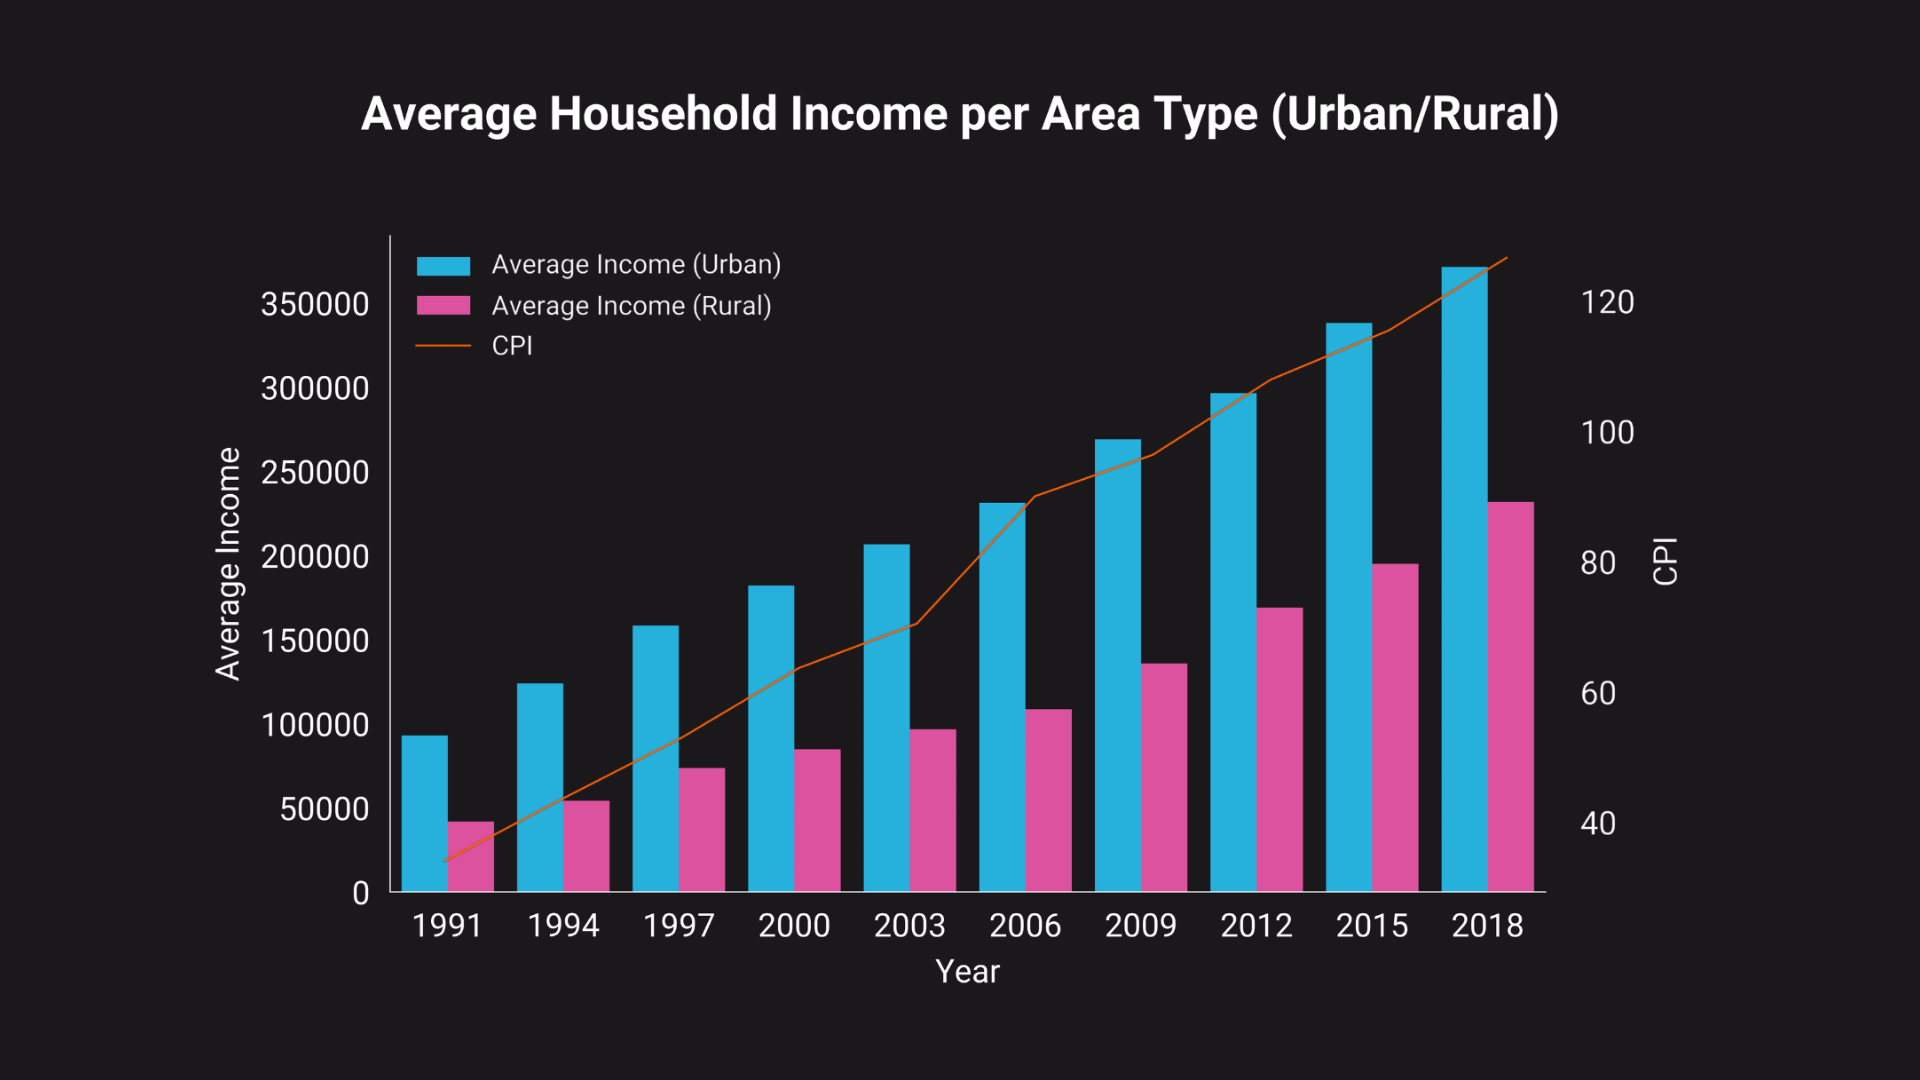 Average Household Income per Area Type (Urban/Rural)
Average Income (Urban)
Average Income (Rural)
CPI
350000
300000
250000
200000
150000
100000
50000
0
Average Income
120
100
80
60
40
CPI
1991 1994 1997 2000 2003 2006 2009 2012 2015 2018
Year